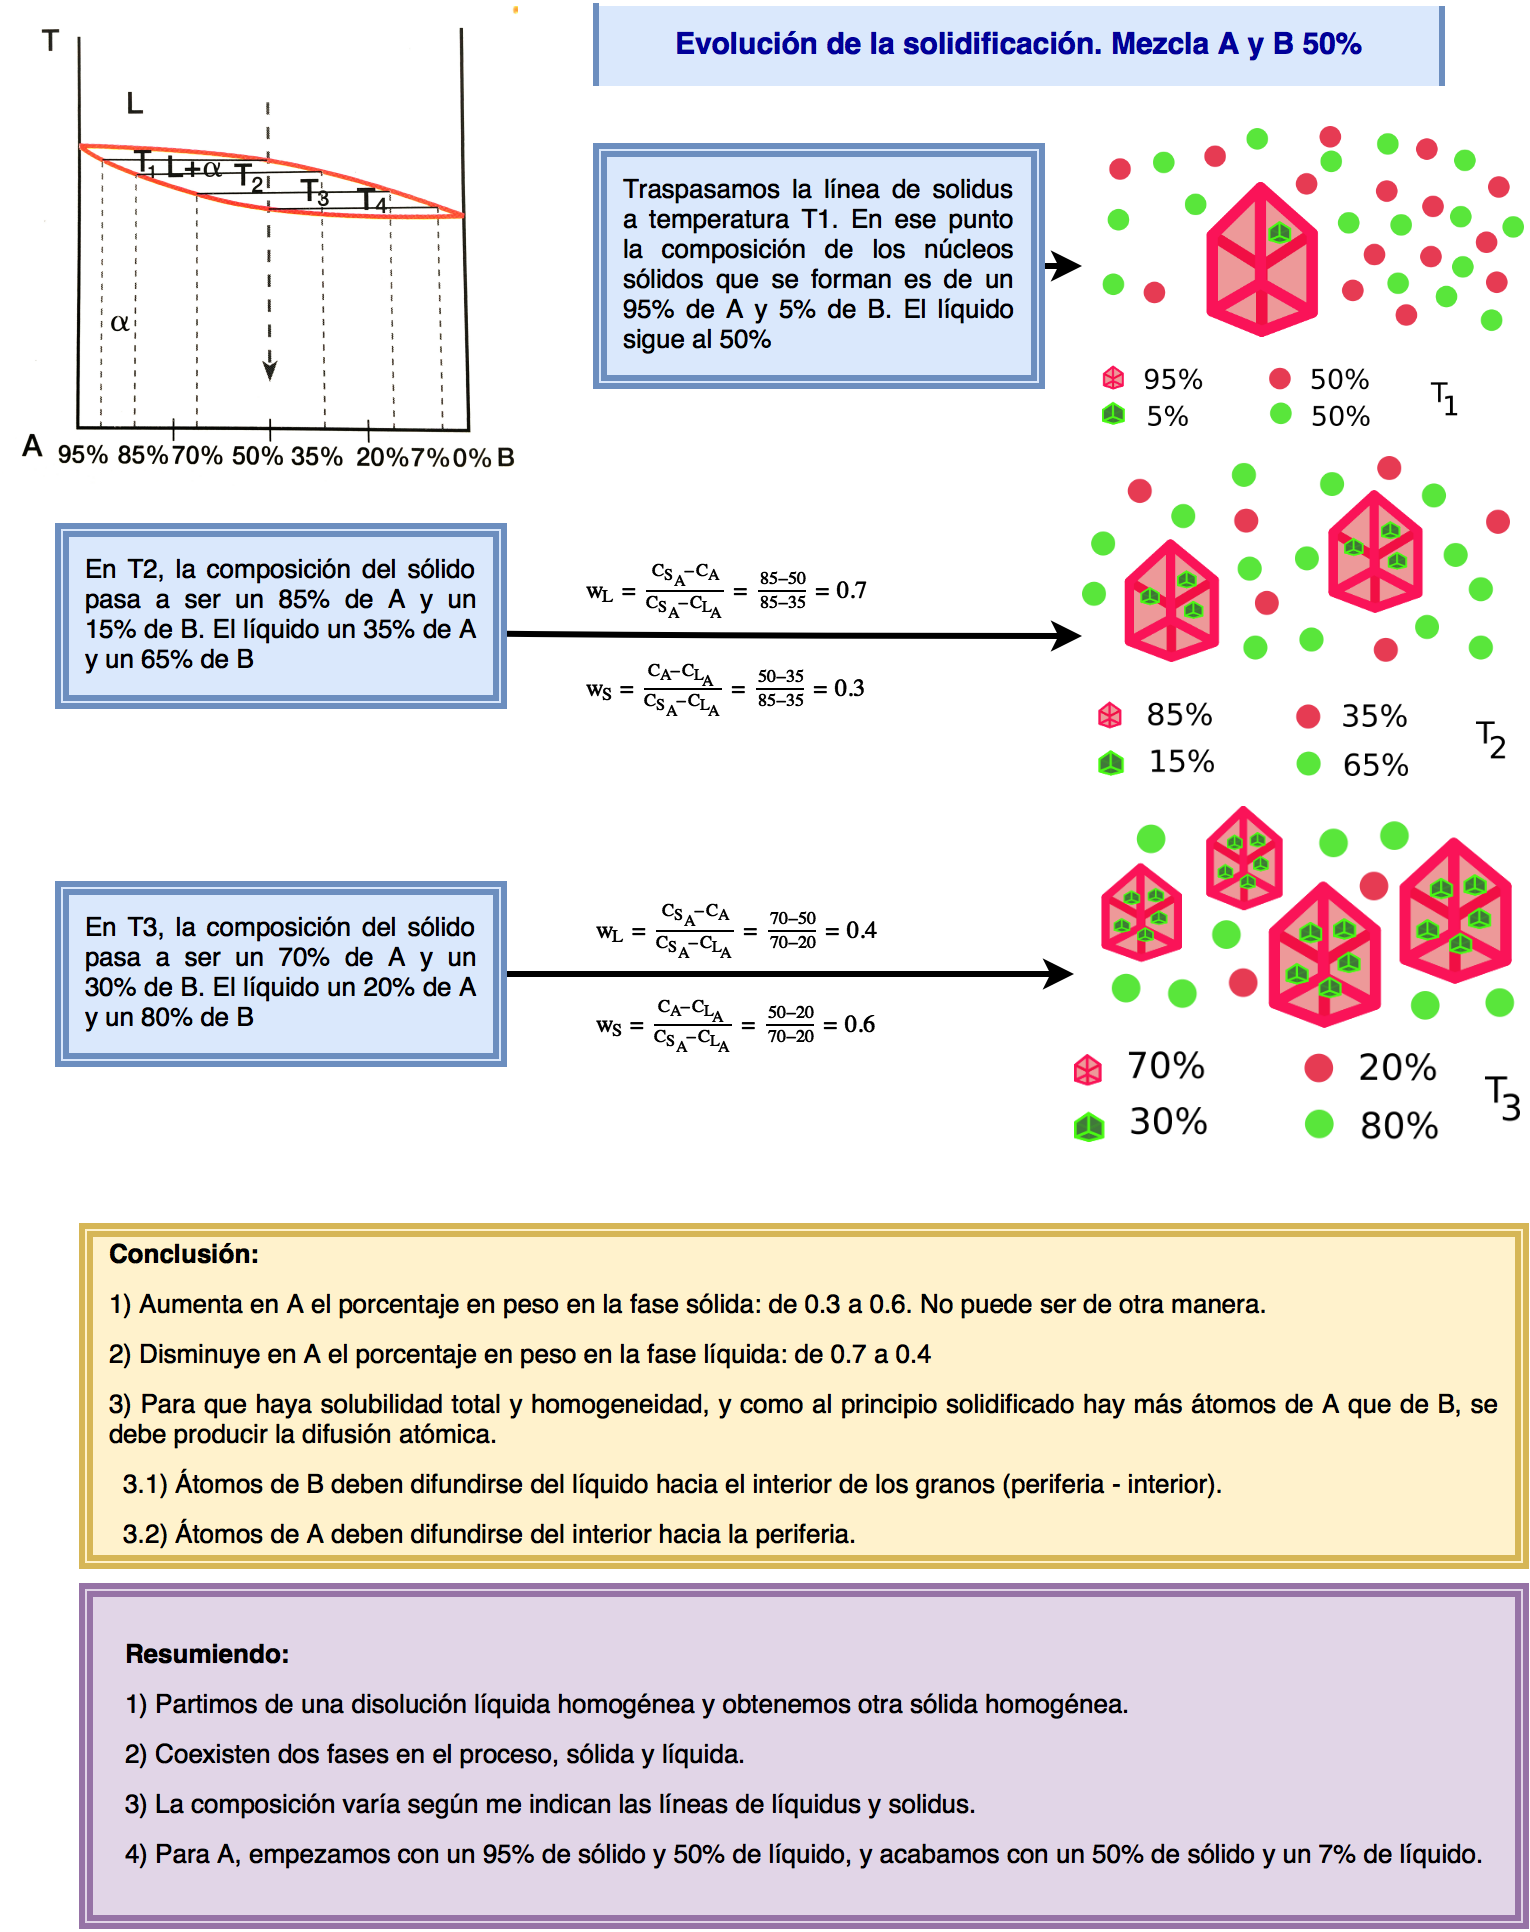 Evolución de la solidificación. Mezcla A y B 50%
T
L
T1 L+α T2 T3 T4
α
A 95% 85% 70% 50% 35% 20% 7% 0% B
Traspasamos la línea de solidus
a temperatura T1. En ese punto
la composición de los núcleos
sólidos que se forman es de un
95% de A y 5% de B. El líquido
sigue al 50%
95% 50%
5% 50%
T1
En T2, la composición del sólido
pasa a ser un 85% de A y un
15% de B. El líquido un 35% de A
y un 65% de B
wL = (CSA–CA)/(CSA–CLA) = (85–50)/(85–35) = 0.7
wS = (CA–CLA)/(CSA–CLA) = (50–35)/(85–35) = 0.3
85% 35%
15% 65%
T2
En T3, la composición del sólido
pasa a ser un 70% de A y un
30% de B. El líquido un 20% de A
y un 80% de B
wL = (CSA–CA)/(CSA–CLA) = (70–50)/(70–20) = 0.4
wS = (CA–CLA)/(CSA–CLA) = (50–20)/(70–20) = 0.6
70% 20%
30% 80%
T3
Conclusión:
1) Aumenta en A el porcentaje en peso en la fase sólida: de 0.3 a 0.6. No puede ser de otra manera.
2) Disminuye en A el porcentaje en peso en la fase líquida: de 0.7 a 0.4
3) Para que haya solubilidad total y homogeneidad, y como al principio solidificado hay más átomos de A que de B, se
debe producir la difusión atómica.
3.1) Átomos de B deben difundirse del líquido hacia el interior de los granos (periferia - interior).
3.2) Átomos de A deben difundirse del interior hacia la periferia.
Resumiendo:
1) Partimos de una disolución líquida homogénea y obtenemos otra sólida homogénea.
2) Coexisten dos fases en el proceso, sólida y líquida.
3) La composición varía según me indican las líneas de líquidus y solidus.
4) Para A, empezamos con un 95% de sólido y 50% de líquido, y acabamos con un 50% de sólido y un 7% de líquido.